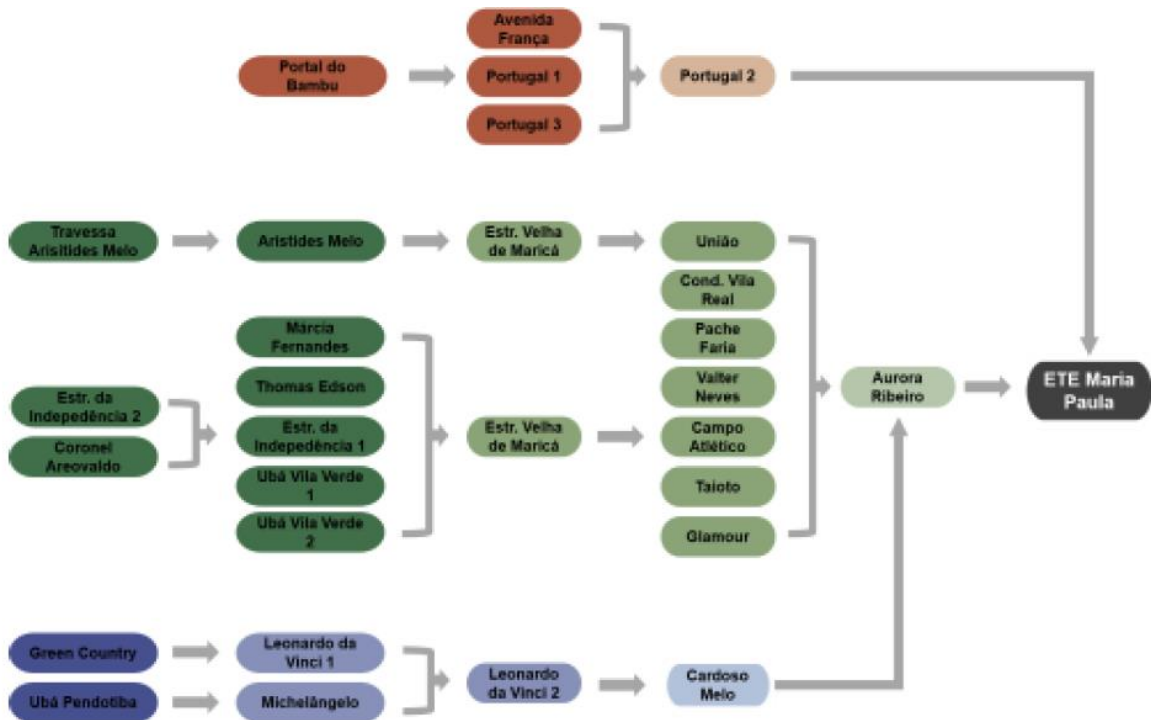 Avenida
França
Portal do
Bambu
Portugal 1
Portugal 2
Portugal 3
Travessa
Arisitides Melo
Aristides Melo
Estr. Velha
de Maricá
União
Cond. Vila
Real
Márcia
Fernandes
Pache
Faria
Thomas Edson
Valter
Neves
Aurora
Ribeiro
ETE Maria
Paula
Estr. da
Indepedência 2
Coronel
Areovaldo
Estr. da
Indepedência 1
Estr. Velha
de Maricá
Campo
Atlético
Ubá Vila Verde
1
Taioto
Ubá Vila Verde
2
Glamour
Green Country
Leonardo da
Vinci 1
Leonardo
da Vinci 2
Cardoso
Melo
Ubá Pendotiba
Michelângelo